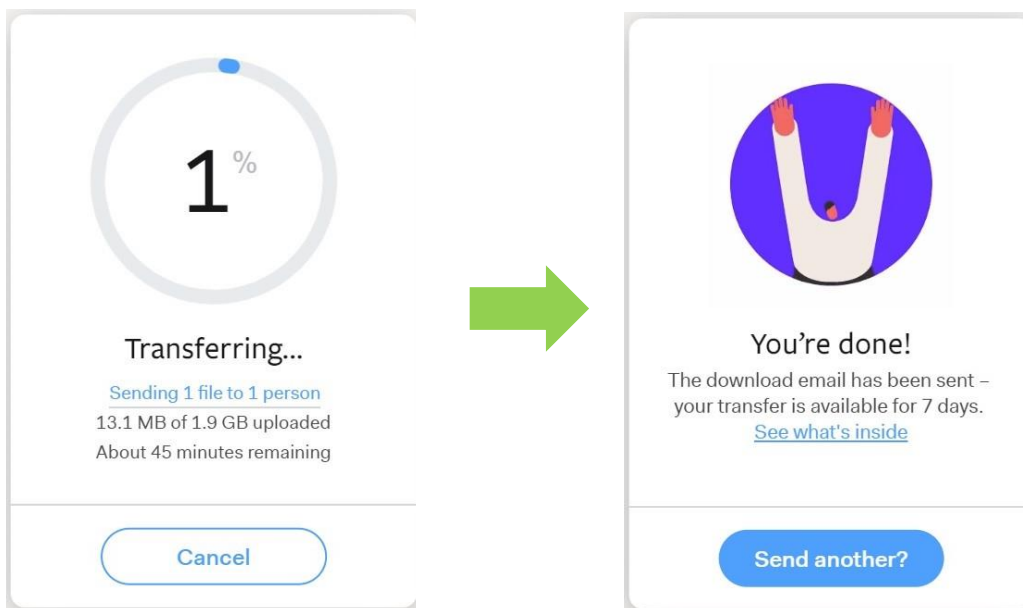 1 %
Transferring...
Sending 1 file to 1 person
13.1 MB of 1.9 GB uploaded
About 45 minutes remaining
Cancel
You're done!
The download email has been sent –
your transfer is available for 7 days.
See what's inside
Send another?